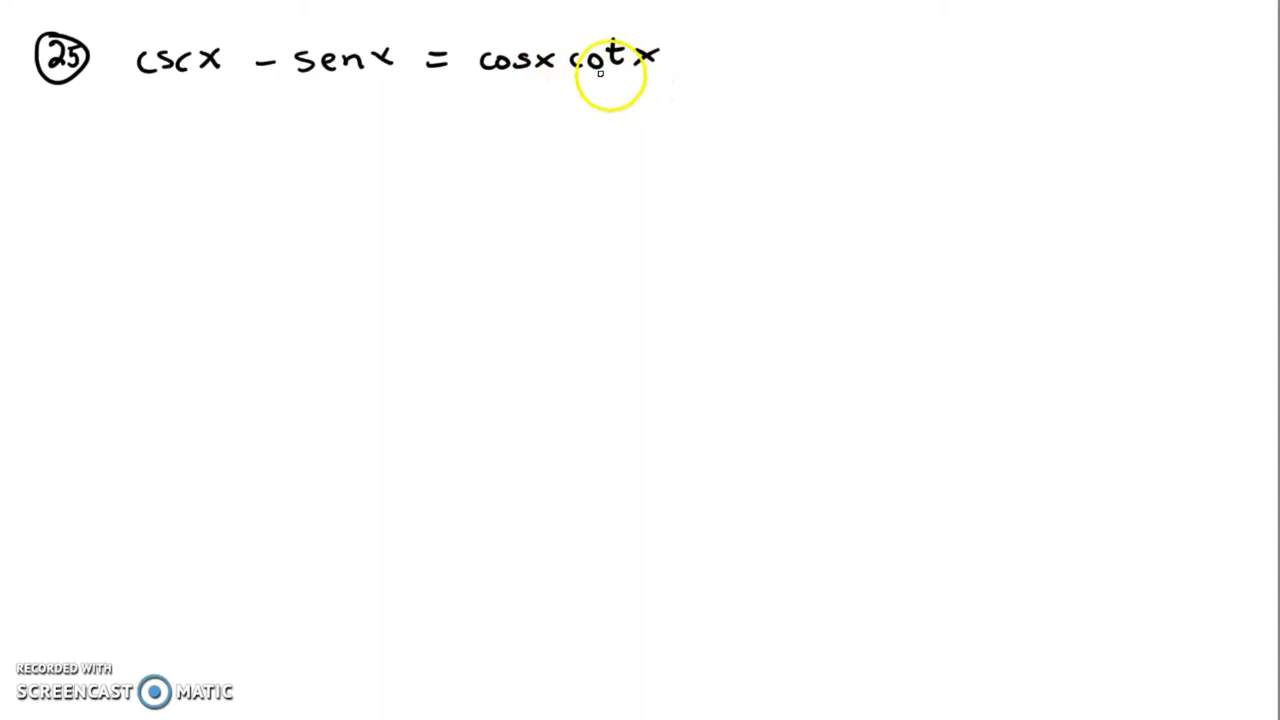 25 cscx - senx = cosx cotx
RECORDED WITH
SCREENCAST MATIC